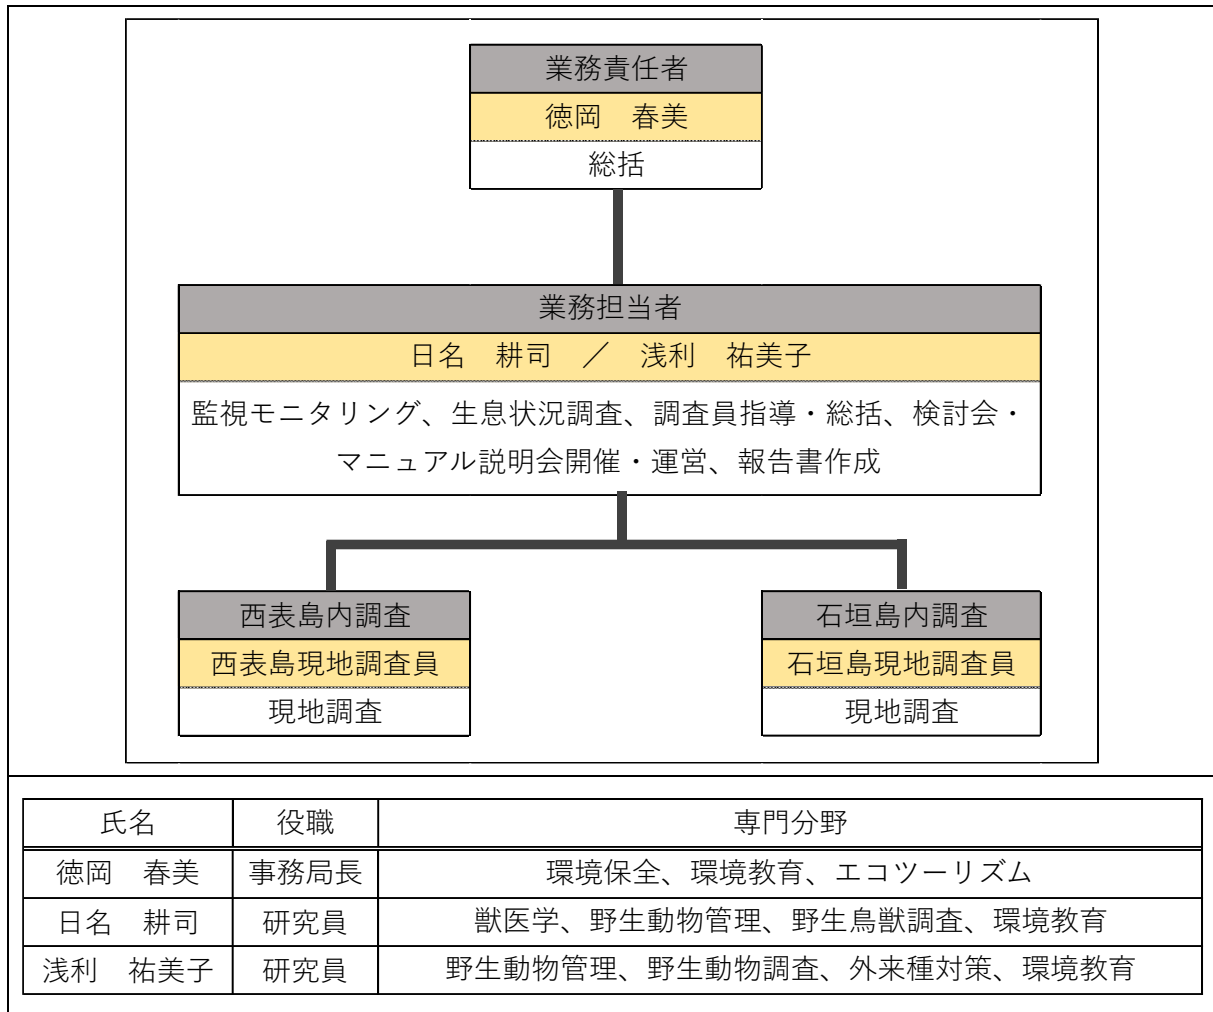 業務責任者
徳岡　春美
総括
業務担当者
日名　耕司　／　浅利　祐美子
監視モニタリング、生息状況調査、調査員指導・総括、検討会・
マニュアル説明会開催・運営、報告書作成
西表島内調査
西表島現地調査員
現地調査
石垣島内調査
石垣島現地調査員
現地調査
氏名 役職 専門分野
徳岡　春美 事務局長 環境保全、環境教育、エコツーリズム
日名　耕司 研究員 獣医学、野生動物管理、野生鳥獣調査、環境教育
浅利　祐美子 研究員 野生動物管理、野生動物調査、外来種対策、環境教育